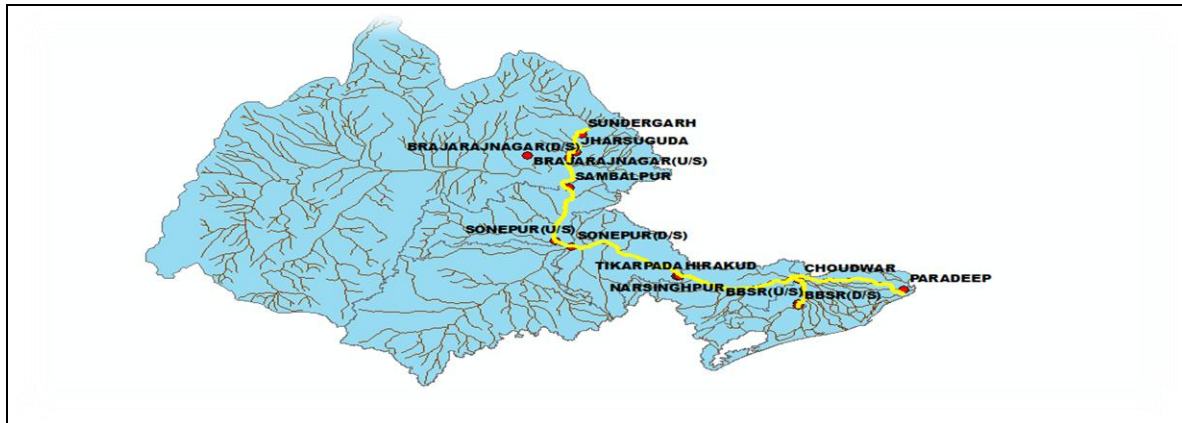 SUNDERGARH
JHARSUGUDA
BRAJARAJNAGAR(D/S)
BRAJARAJNAGAR(U/S)
SAMBALPUR
SONEPUR(U/S)
SONEPUR(D/S)
TIKARPADA HIRAKUD
CHOUDWAR
PARADEEP
NARSINGHPUR
BBSR(U/S)
BBSR(D/S)